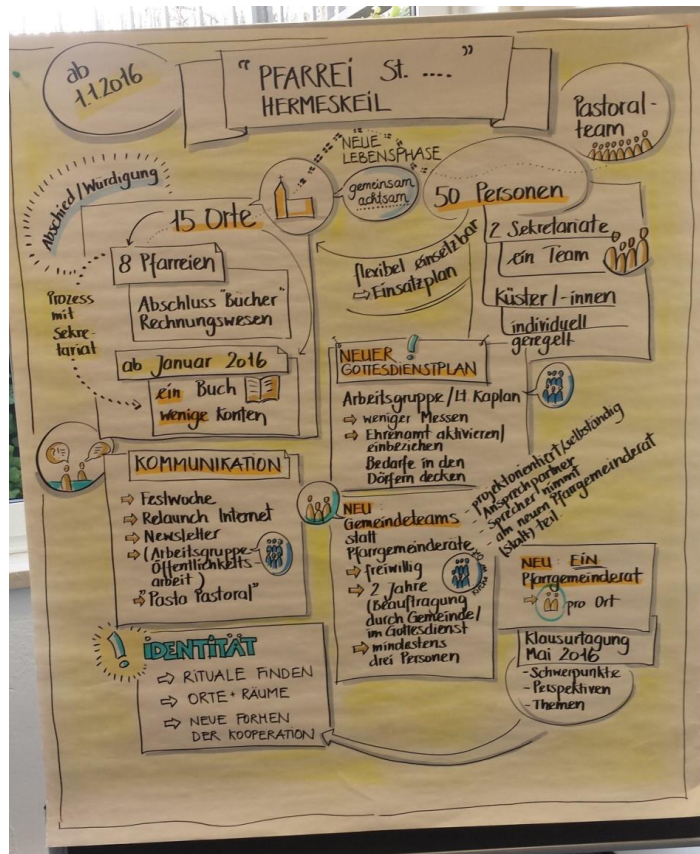 ab
1.1.2016
"PFARREI St. .... "
HERMESKEIL
Pastoral-
team
NEUE
LEBENSPHASE
gemeinsam
achtsam
Abschied / Würdigung
15 Orte
50 Personen
8 Pfarreien
Abschluss "Bücher"
Rechnungswesen
Prozess
mit
Sekre-
tariat
ab Januar 2016
ein Buch
wenige Konten
flexibel einsetzbar
⇨ Einsatzplan
2 Sekretariate
ein Team
Küster / -innen
individuell
geregelt
NEUER !
GOTTESDIENSTPLAN
Arbeitsgruppe / Lt. Kaplan
⇨ weniger Messen
⇨ Ehrenamt aktivieren /
einbeziehen
Bedarfe in den
Dörfern decken
KOMMUNIKATION
⇨ Festwoche
⇨ Relaunch Internet
⇨ Newsletter
⇨ (Arbeitsgruppe
Öffentlichkeits-
arbeit)
⇨ "Pasta Pastoral"
NEU
Gemeindeteams
statt
Pfarrgemeinderäte
⇨ freiwillig
⇨ 2 Jahre
(Beauftragung
durch Gemeinde/
im Gottesdienst
⇨ mindestens
drei Personen
- projektorientiert / selbständig
- Ansprechpartner
- Sprecher nimmt
am neuen Pfarrgemeinderat
(statt) teil
NEU : EIN
Pfarrgemeinderat
⇨ pro Ort
Klausurtagung
Mai 2016
- Schwerpunkte
- Perspektiven
- Themen
! IDENTITÄT
⇨ RITUALE FINDEN
⇨ ORTE + RÄUME
⇨ NEUE FORMEN
DER KOOPERATION